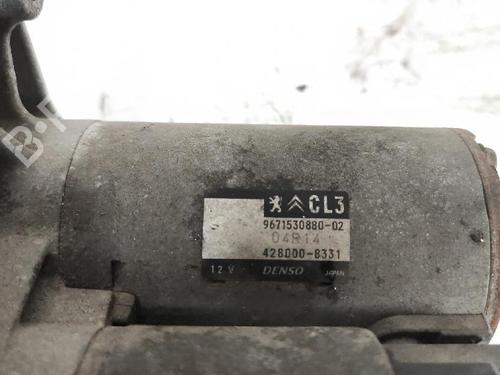 CL3
9671530880-02
04R14
428000-8331
12 V DENSO JAPAN
B-P